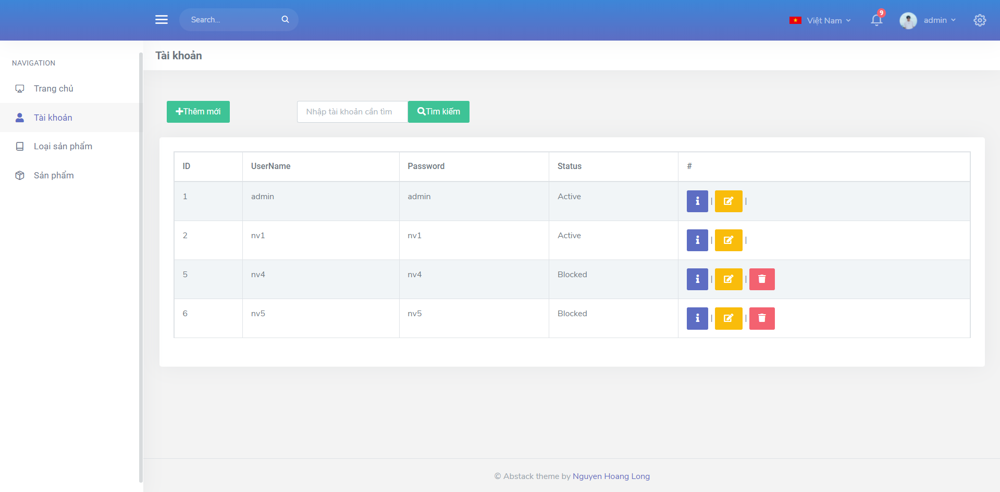 Search...
Việt Nam
9
admin
NAVIGATION
Trang chủ
Tài khoản
Loại sản phẩm
Sản phẩm
Tài khoản
Thêm mới
Nhập tài khoản cần tìm
Tìm kiếm
ID UserName Password Status #
1 admin admin Active | |
2 nv1 nv1 Active | |
5 nv4 nv4 Blocked | |
6 nv5 nv5 Blocked | |
© Abstack theme by Nguyen Hoang Long